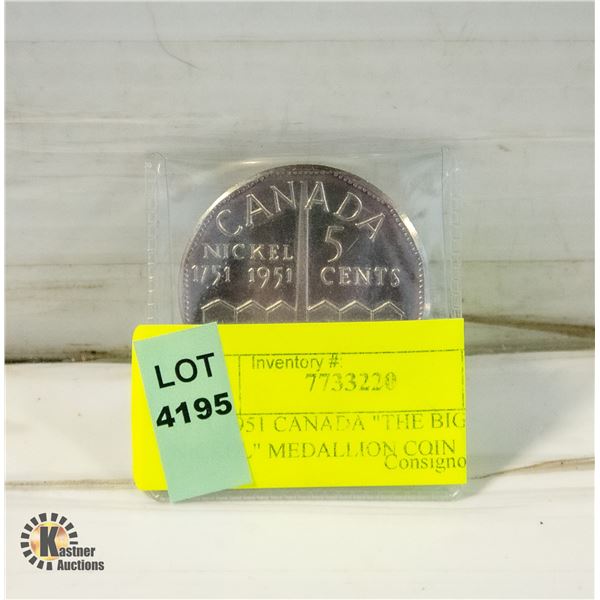 CANADA
NICKEL 5
1751 1951 CENTS
LOT
4195
Inventory #:
7733220
951 CANADA "THE BIG
NICKEL" MEDALLION COIN
Consigno
Kastner
Auctions